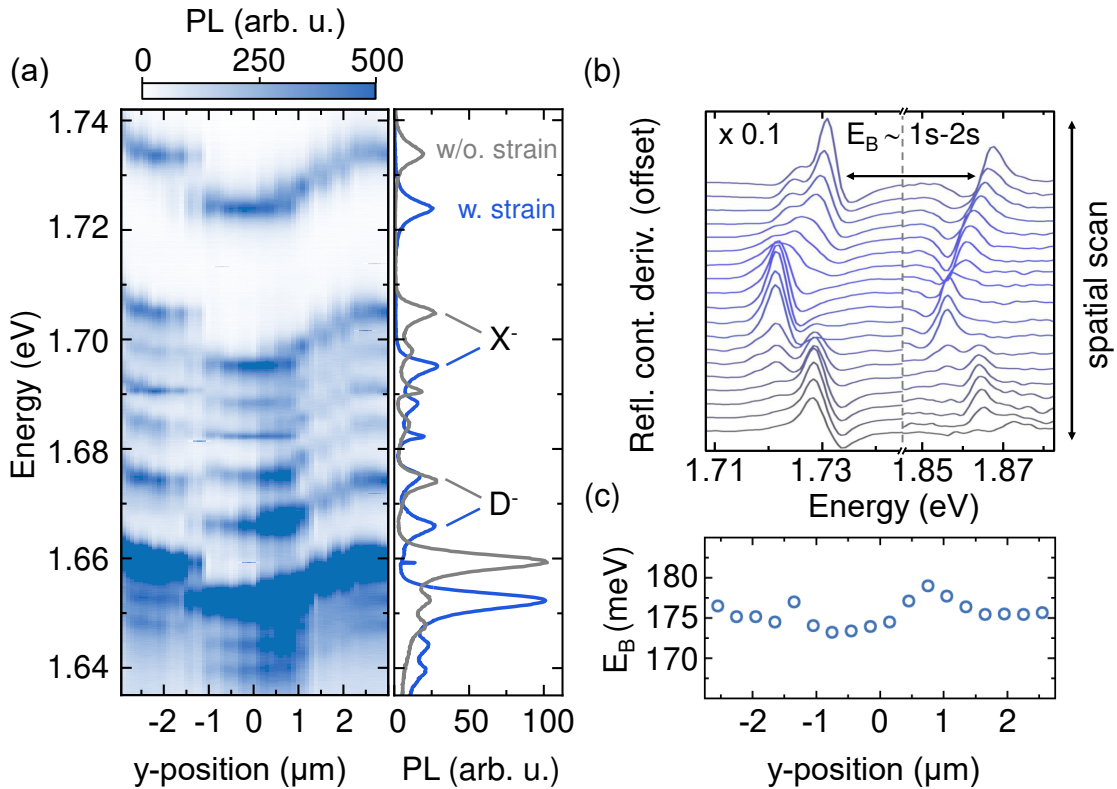 PL (arb. u.)
0 250 500
(a)
1.74
1.72
1.70
1.68
1.66
1.64
Energy (eV)
-2 -1 0 1 2
y-position (µm)
w/o. strain
w. strain
X-
D-
0 50 100
PL (arb. u.)
(b)
x 0.1
E_B ~ 1s-2s
Refl. cont. deriv. (offset)
spatial scan
1.71 1.73 1.85 1.87
Energy (eV)
(c)
180
175
170
E_B (meV)
-2 -1 0 1 2
y-position (µm)